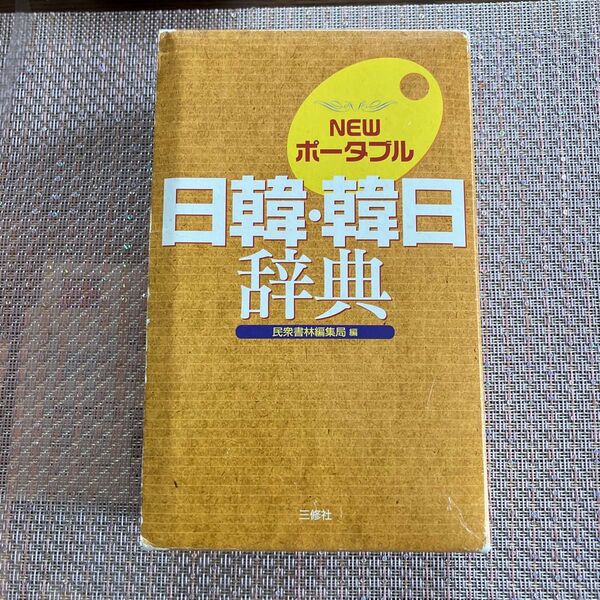 NEW
ポータブル
日韓・韓日
辞典
民衆書林編集局 編
三修社